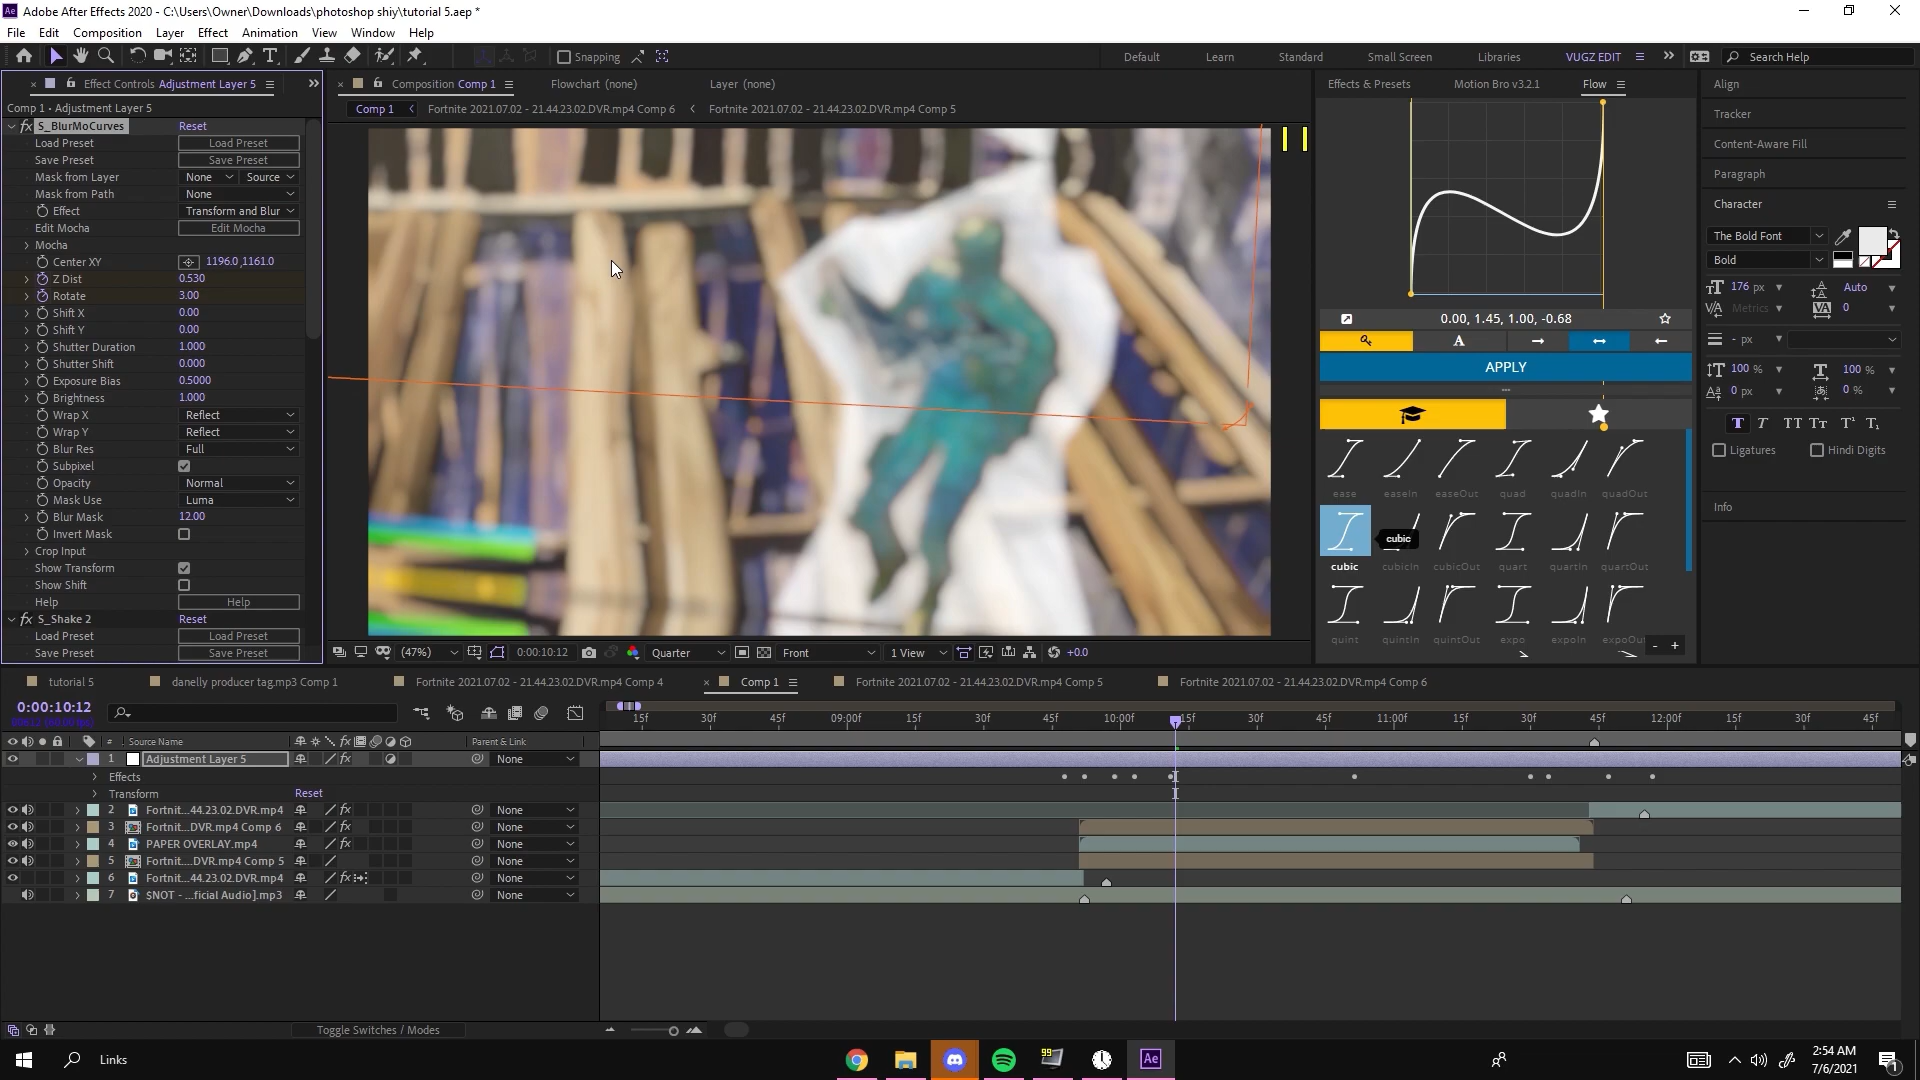 Adobe After Effects 2020 - C:\Users\Owner\Downloads\photoshop shiy\tutorial 5.aep *
File Edit Composition Layer Effect Animation View Window Help
Snapping
Default Learn Standard Small Screen Libraries VUGZ EDIT Search Help
Effect Controls Adjustment Layer 5
Comp 1 • Adjustment Layer 5
fx S_BlurMoCurves Reset
Load Preset Load Preset
Save Preset Save Preset
Mask from Layer None Source
Mask from Path None
Effect Transform and Blur
Edit Mocha Edit Mocha
Mocha
Center XY 1196.0,1161.0
Z Dist 0.530
Rotate 3.00
Shift X 0.00
Shift Y 0.00
Shutter Duration 1.000
Shutter Shift 0.000
Exposure Bias 0.5000
Brightness 1.000
Wrap X Reflect
Wrap Y Reflect
Blur Res Full
Subpixel
Opacity Normal
Mask Use Luma
Blur Mask 12.00
Invert Mask
Crop Input
Show Transform
Show Shift
Help Help
fx S_Shake 2 Reset
Load Preset Load Preset
Save Preset Save Preset
Composition Comp 1 Flowchart (none) Layer (none)
Comp 1 Fortnite 2021.07.02 - 21.44.23.02.DVR.mp4 Comp 6 Fortnite 2021.07.02 - 21.44.23.02.DVR.mp4 Comp 5
(47%) 0:00:10:12 Quarter Front 1 View +0.0
Effects & Presets Motion Bro v3.2.1 Flow
0.00, 1.45, 1.00, -0.68
A
APPLY
ease easeIn easeOut quad quadIn quadOut
cubic
cubic cubicIn cubicOut quart quartIn quartOut
quint quintIn quintOut expo expoIn expoOu
- +
Align
Tracker
Content-Aware Fill
Paragraph
Character
The Bold Font
Bold
176 px Auto
Metrics 0
- px
100 % 100 %
0 px 0 %
T T TT Tт T¹ T₁
Ligatures Hindi Digits
Info
tutorial 5 danelly producer tag.mp3 Comp 1 Fortnite 2021.07.02 - 21.44.23.02.DVR.mp4 Comp 4 Comp 1 Fortnite 2021.07.02 - 21.44.23.02.DVR.mp4 Comp 5 Fortnite 2021.07.02 - 21.44.23.02.DVR.mp4 Comp 6
0:00:10:12
15f 30f 45f 09:00f 15f 30f 45f 10:00f 15f 30f 45f 11:00f 15f 30f 45f 12:00f 15f 30f 45f
# Source Name fx Parent & Link
1 Adjustment Layer 5 fx None
Effects
Transform Reset
2 Fortnit...44.23.02.DVR.mp4 fx None
3 Fortnit...DVR.mp4 Comp 6 fx None
4 PAPER OVERLAY.mp4 fx None
5 Fortnit....DVR.mp4 Comp 5 None
6 Fortnit...44.23.02.DVR.mp4 fx None
7 $NOT - ...ficial Audio].mp3 None
Toggle Switches / Modes
Links
99
Ae
2:54 AM
7/6/2021
1